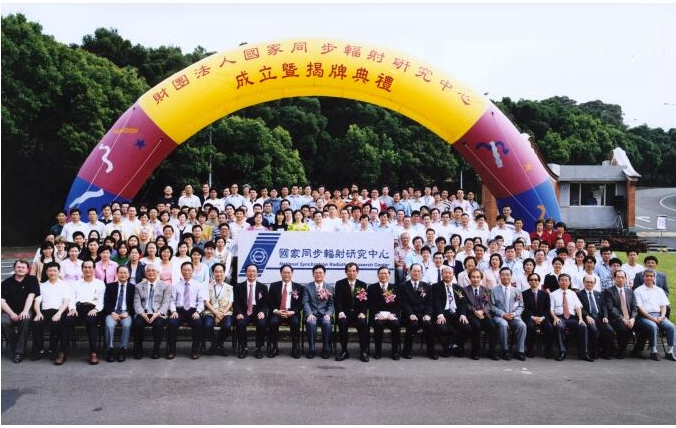 財團法人國家同步輻射研究中心
成立暨揭牌典禮
國家同步輻射研究中心
National Synchrotron Radiation Research Center